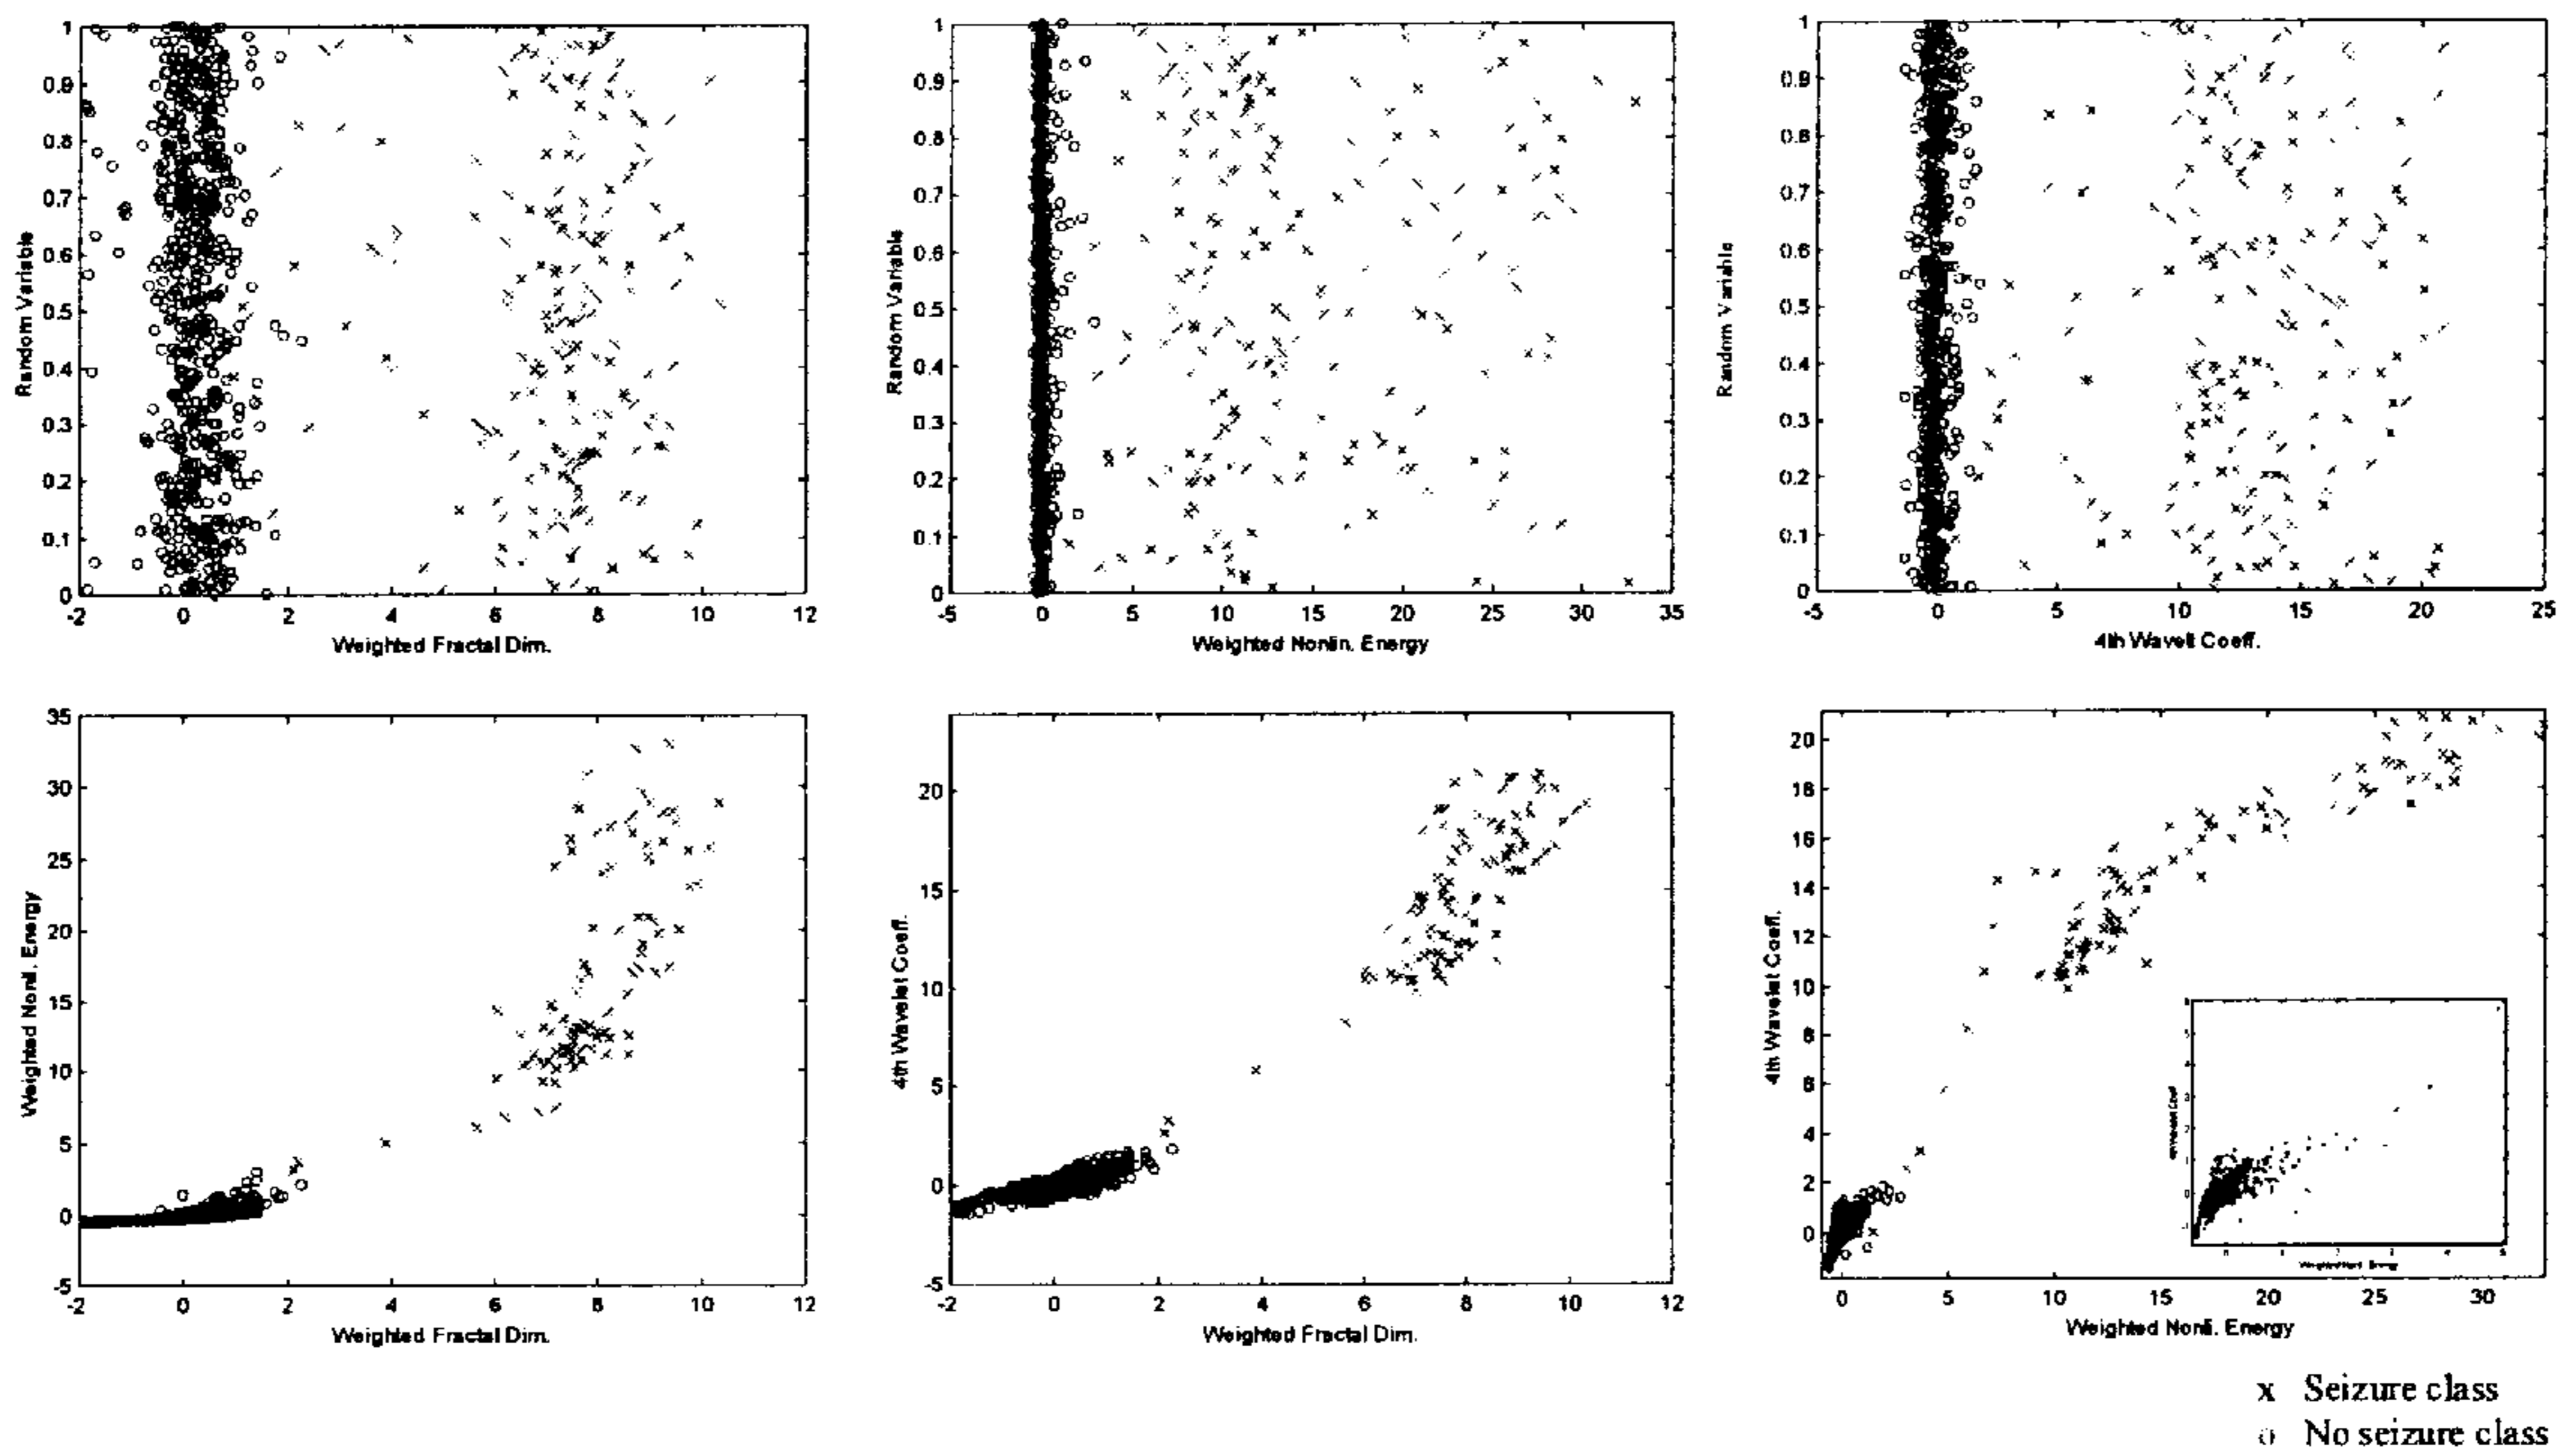 1
0.9
0.8
0.7
0.6
0.5
0.4
0.3
0.2
0.1
0
Random Variable
-2 0 2 4 6 8 10 12
Weighted Fractal Dim.
1
0.9
0.8
0.7
0.6
0.5
0.4
0.3
0.2
0.1
0
Random Variable
-5 0 5 10 15 20 25 30 35
Weighted Nonlin. Energy
1
0.9
0.8
0.7
0.6
0.5
0.4
0.3
0.2
0.1
0
Random Variable
-5 0 5 10 15 20 25
4th Wavelt Coeff.
35
30
25
20
15
10
5
0
-5
Weighted Nonl. Energy
-2 0 2 4 6 8 10 12
Weighted Fractal Dim.
20
15
10
5
0
-5
4th Wavelet Coeff.
-2 0 2 4 6 8 10 12
Weighted Fractal Dim.
20
18
16
14
12
10
8
6
4
2
0
4th Wavelet Coeff.
0 5 10 15 20 25 30
Weighted Nonli. Energy
x Seizure class
o No seizure class